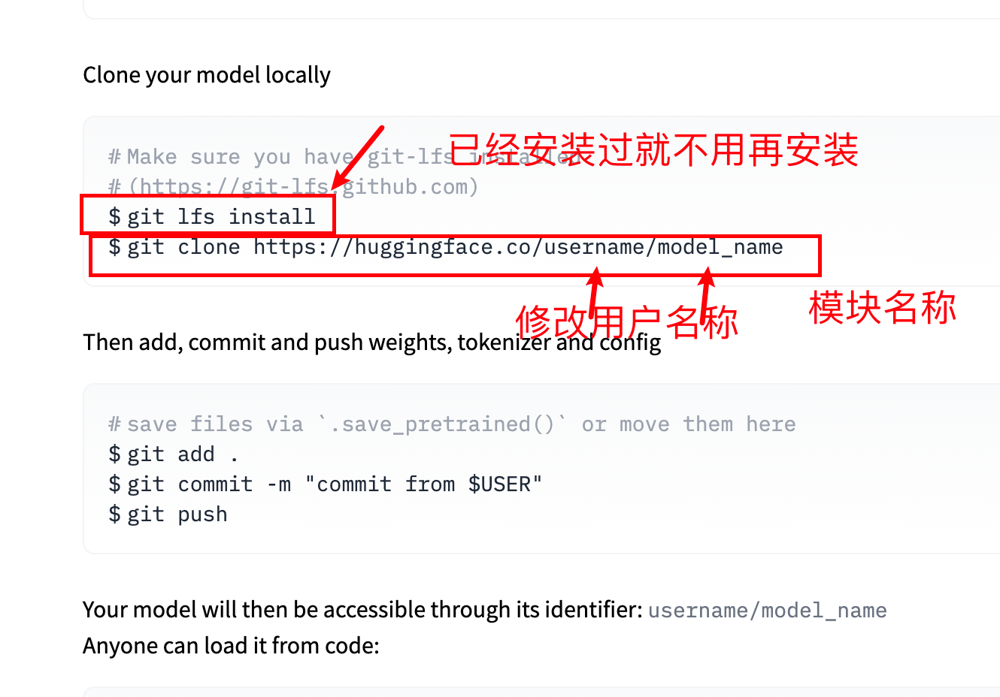 Clone your model locally
已经安装过就不用再安装
# Make sure you have git-lfs installed
# (https://git-lfs.github.com)
$ git lfs install
$ git clone https://huggingface.co/username/model_name
修改用户名称
模块名称
Then add, commit and push weights, tokenizer and config
# save files via `.save_pretrained()` or move them here
$ git add .
$ git commit -m "commit from $USER"
$ git push
Your model will then be accessible through its identifier: username/model_name
Anyone can load it from code: